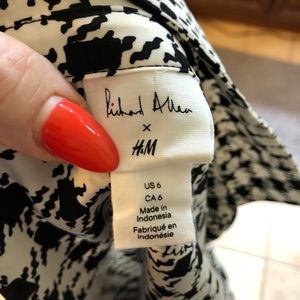 Richard Allan
×
H&M
US 6
CA 6
Made in
Indonesia
Fabriqué en
Indonésie